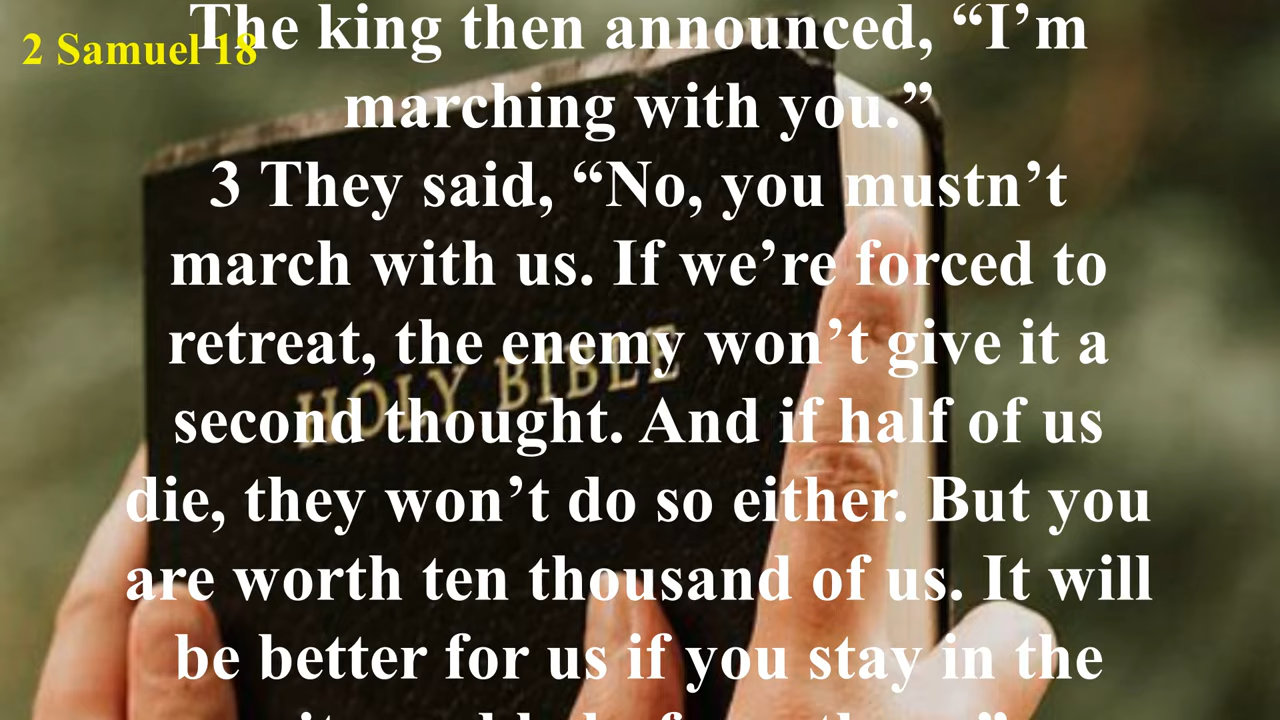 2 Samuel 18
The king then announced, “I’m
marching with you.”
3 They said, “No, you mustn’t
march with us. If we’re forced to
retreat, the enemy won’t give it a
second thought. And if half of us
die, they won’t do so either. But you
are worth ten thousand of us. It will
be better for us if you stay in the
HOLY BIBLE